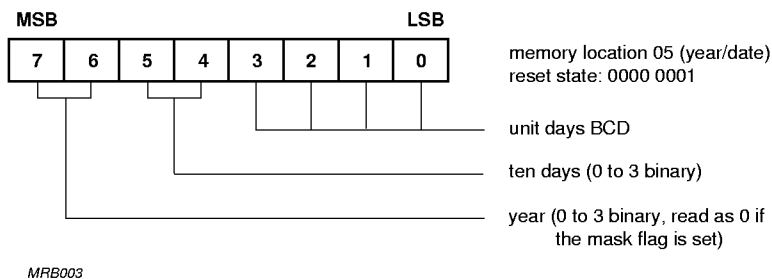 MSB LSB
7 6 5 4 3 2 1 0
memory location 05 (year/date)
reset state: 0000 0001
unit days BCD
ten days (0 to 3 binary)
year (0 to 3 binary, read as 0 if
the mask flag is set)
MRB003